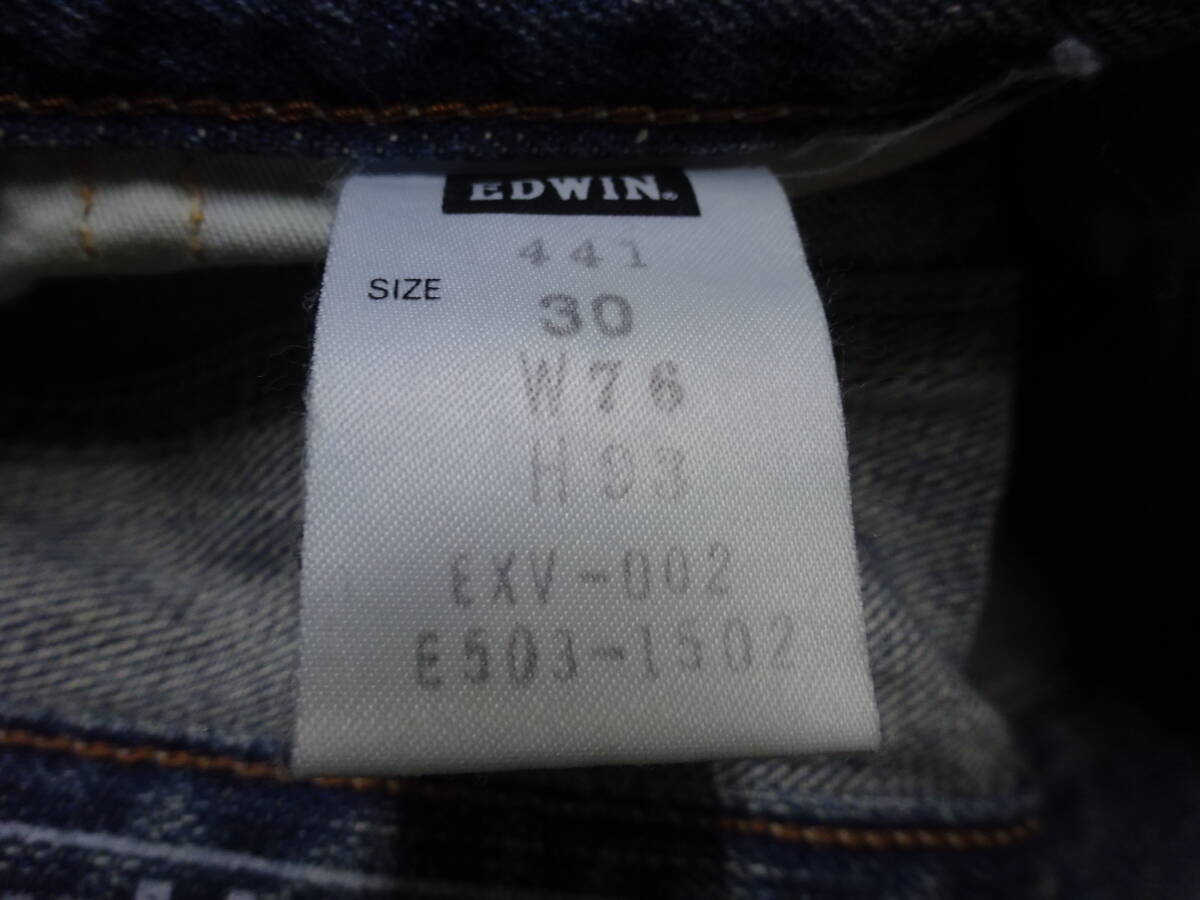 EDWIN®
441
SIZE 30
W76
H93
EXV-002
E503-1502